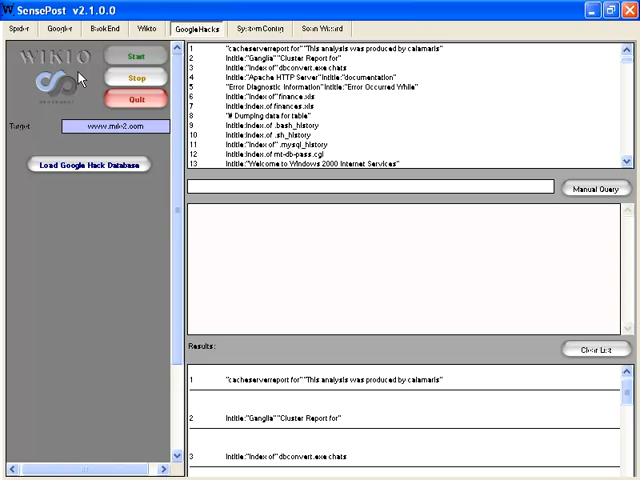 SensePost v2.1.0.0
Spider
Googler
BackEnd
Wikto
GoogleHacks
SystemConfig
Scan Wizard
WIKTO
Start
Stop
Quit
Target
Load Google Hack Database
1 "cacheserverreport for" "This analysis was produced by calamaris"
2 Intitle:"Ganglia" "Cluster Report for"
3 Intitle:"Index of" dbconvert.exe chats
4 "Apache HTTP Server" Intitle:"documentation"
5 "Error Diagnostic Information" Intitle:"Error Occurred While"
6 Intitle:"Index of" finance.xls
7 Intitle:Index.of finances.xls
8 "# Dumping data for table"
9 Intitle:Index.of .bash_history
10 Intitle:Index.of .sh_history
11 Intitle:"Index of" .mysql_history
12 Intitle:Index.of mt-db-pass.cgi
13 Intitle:"Welcome to Windows 2000 Internet Services"
Manual Query
Results:
Clear List
1 "cacheserverreport for" "This analysis was produced by calamaris"
2 Intitle:"Ganglia" "Cluster Report for"
3 Intitle:"Index of" dbconvert.exe chats